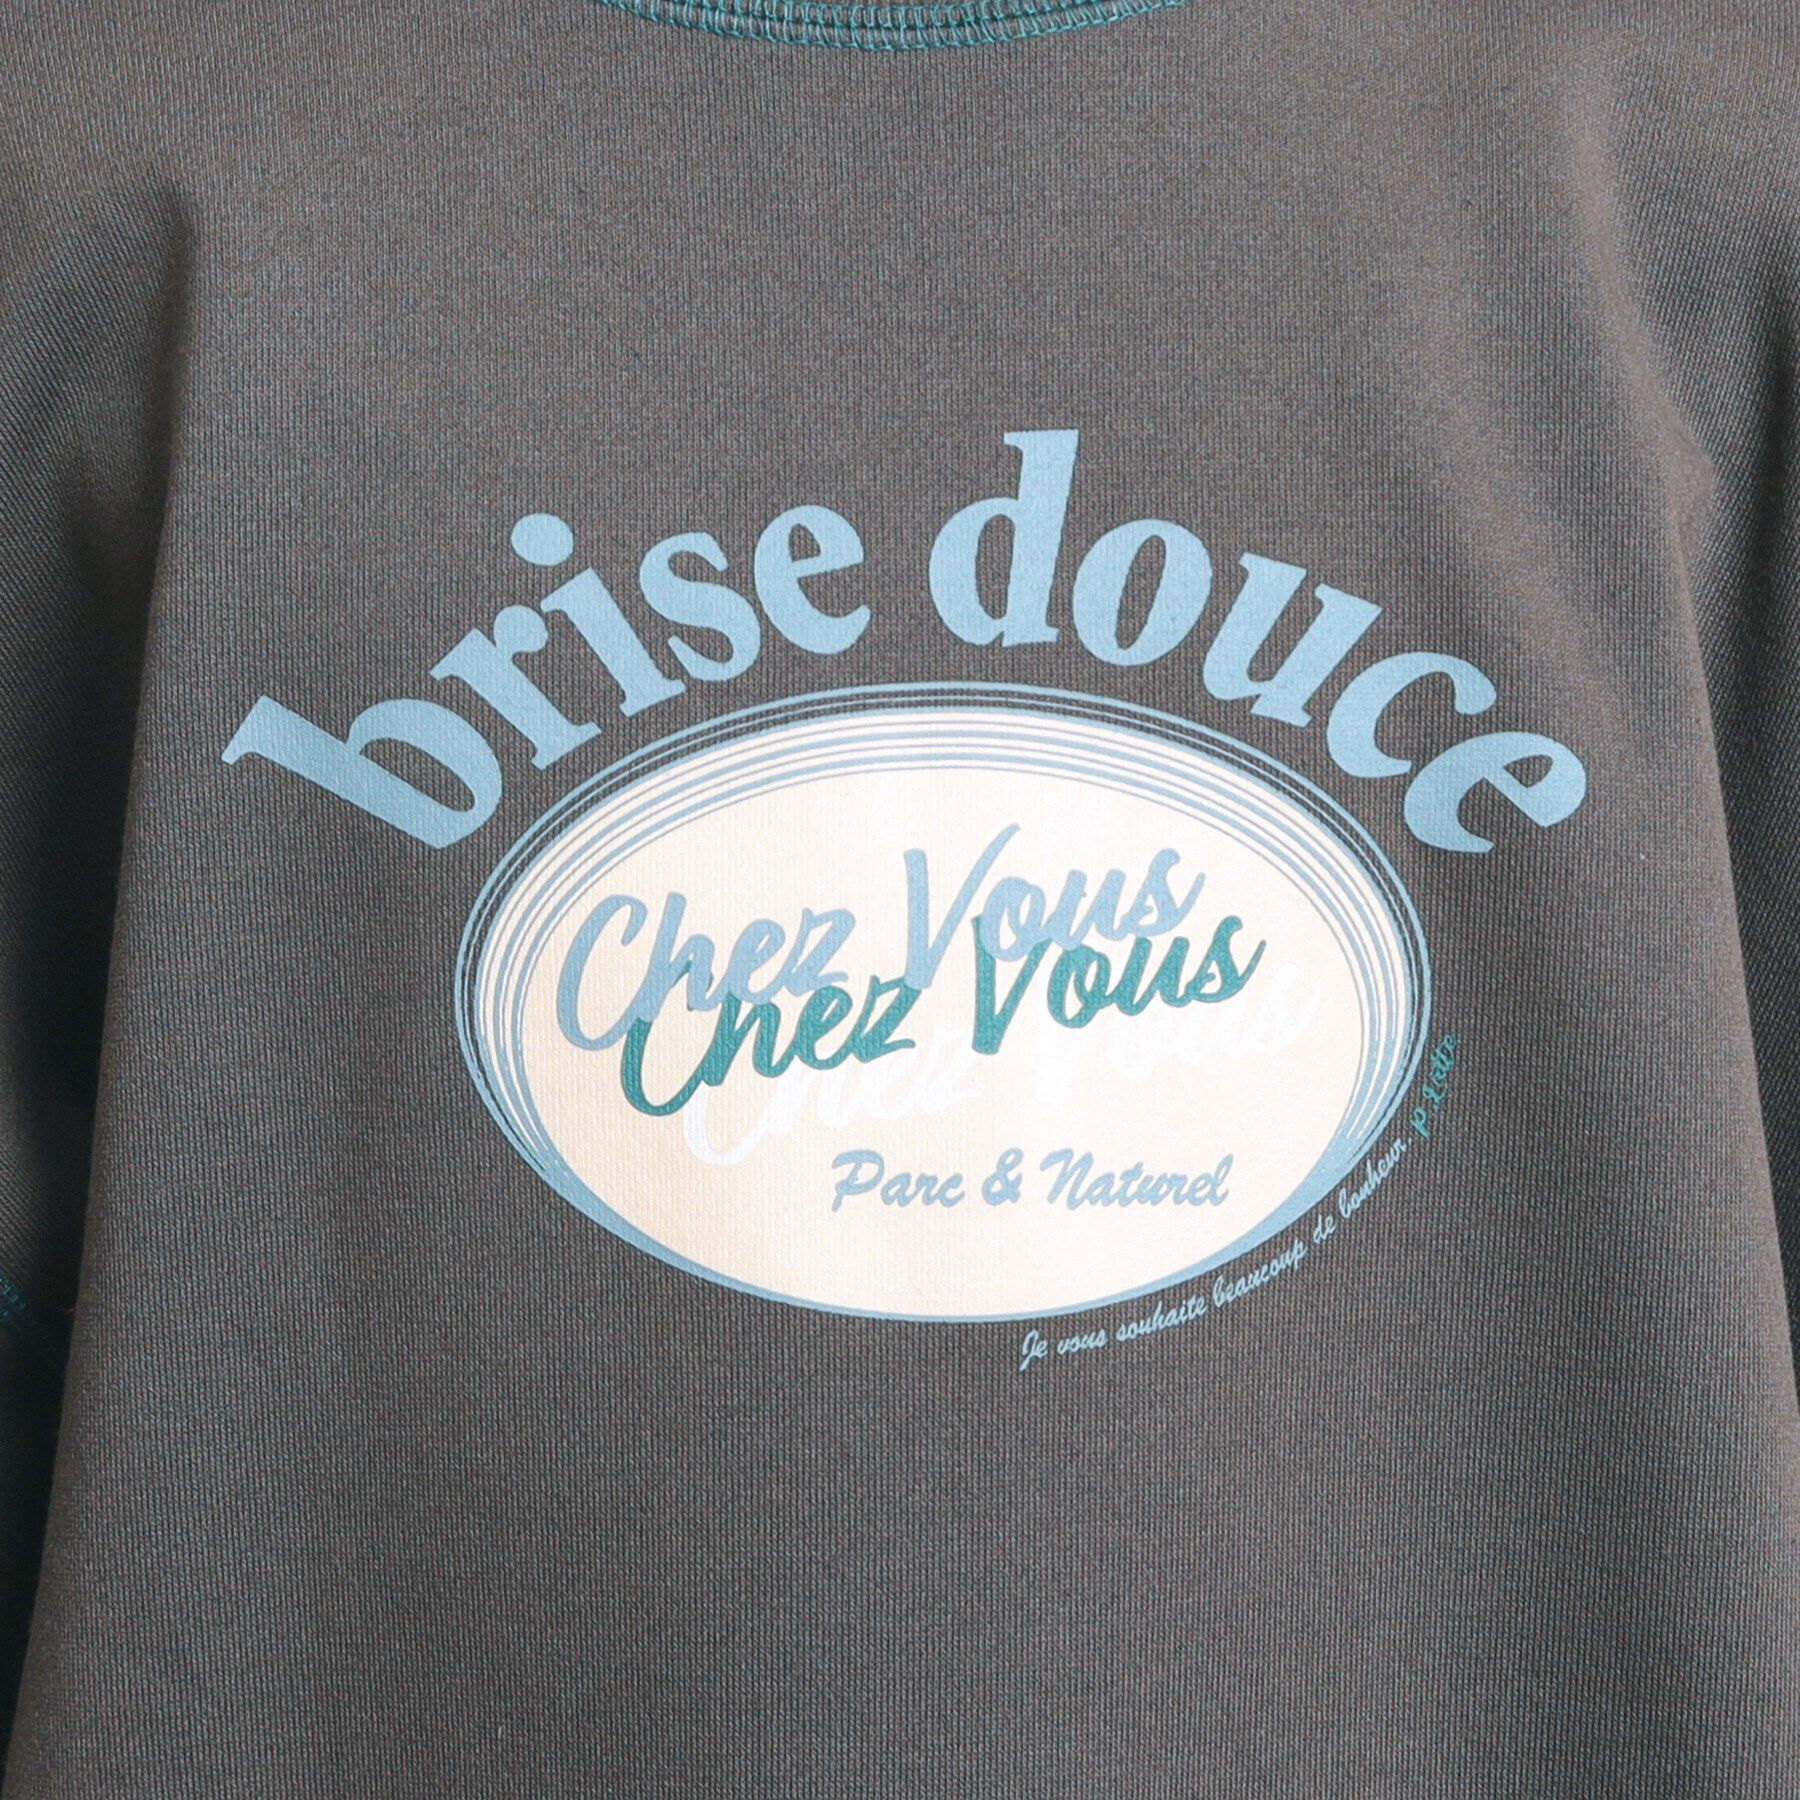 brise douce
Chez Vous
Chez Vous
Chez Vous
Parc & Naturel
Je vous souhaite beaucoup de bonheur.